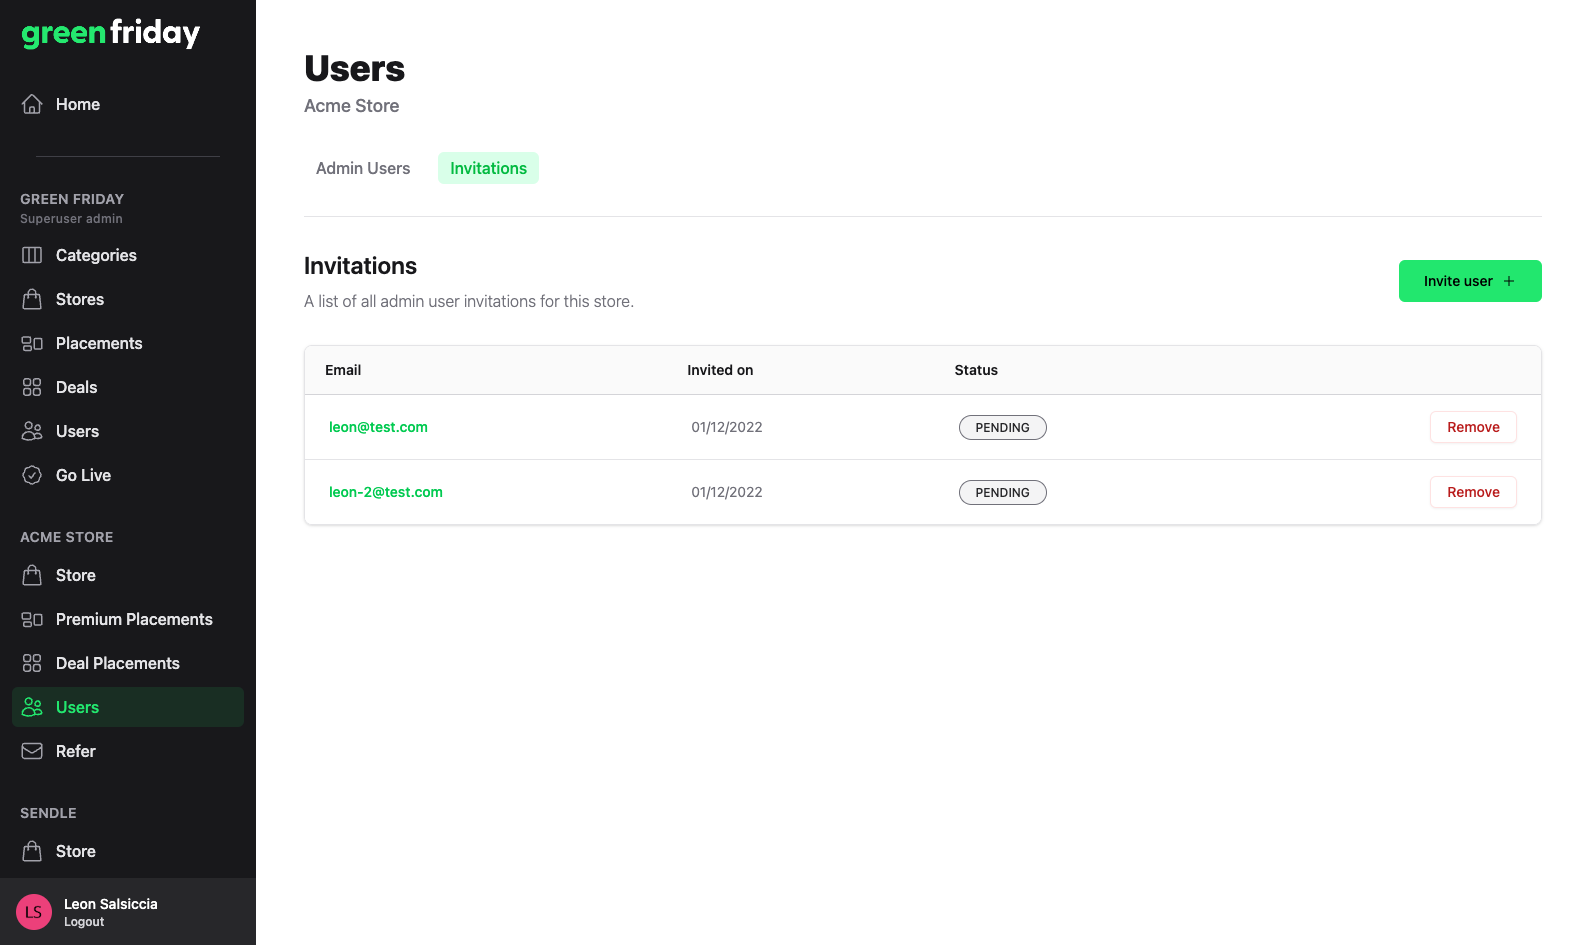 green friday
Home
GREEN FRIDAY
Superuser admin
Categories
Stores
Placements
Deals
Users
Go Live
ACME STORE
Store
Premium Placements
Deal Placements
Users
Refer
SENDLE
Store
LS
Leon Salsiccia
Logout
Users
Acme Store
Admin Users Invitations
Invitations
A list of all admin user invitations for this store.
Invite user +
Email Invited on Status
leon@test.com 01/12/2022 PENDING Remove
leon-2@test.com 01/12/2022 PENDING Remove